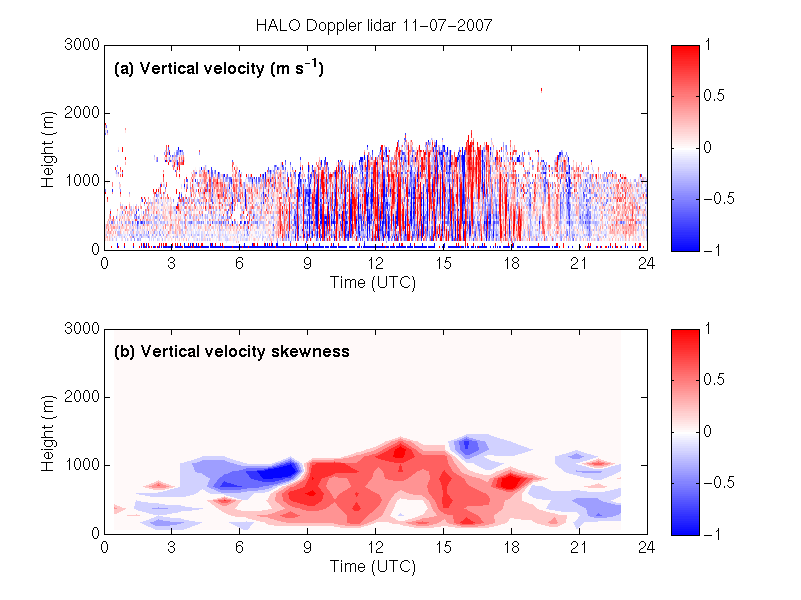 HALO Doppler lidar 11−07−2007
(a) Vertical velocity (m s−1)
Height (m)
3000
2000
1000
0
0 3 6 9 12 15 18 21 24
Time (UTC)
1
0.5
0
−0.5
−1
(b) Vertical velocity skewness
Height (m)
3000
2000
1000
0
0 3 6 9 12 15 18 21 24
Time (UTC)
1
0.5
0
−0.5
−1